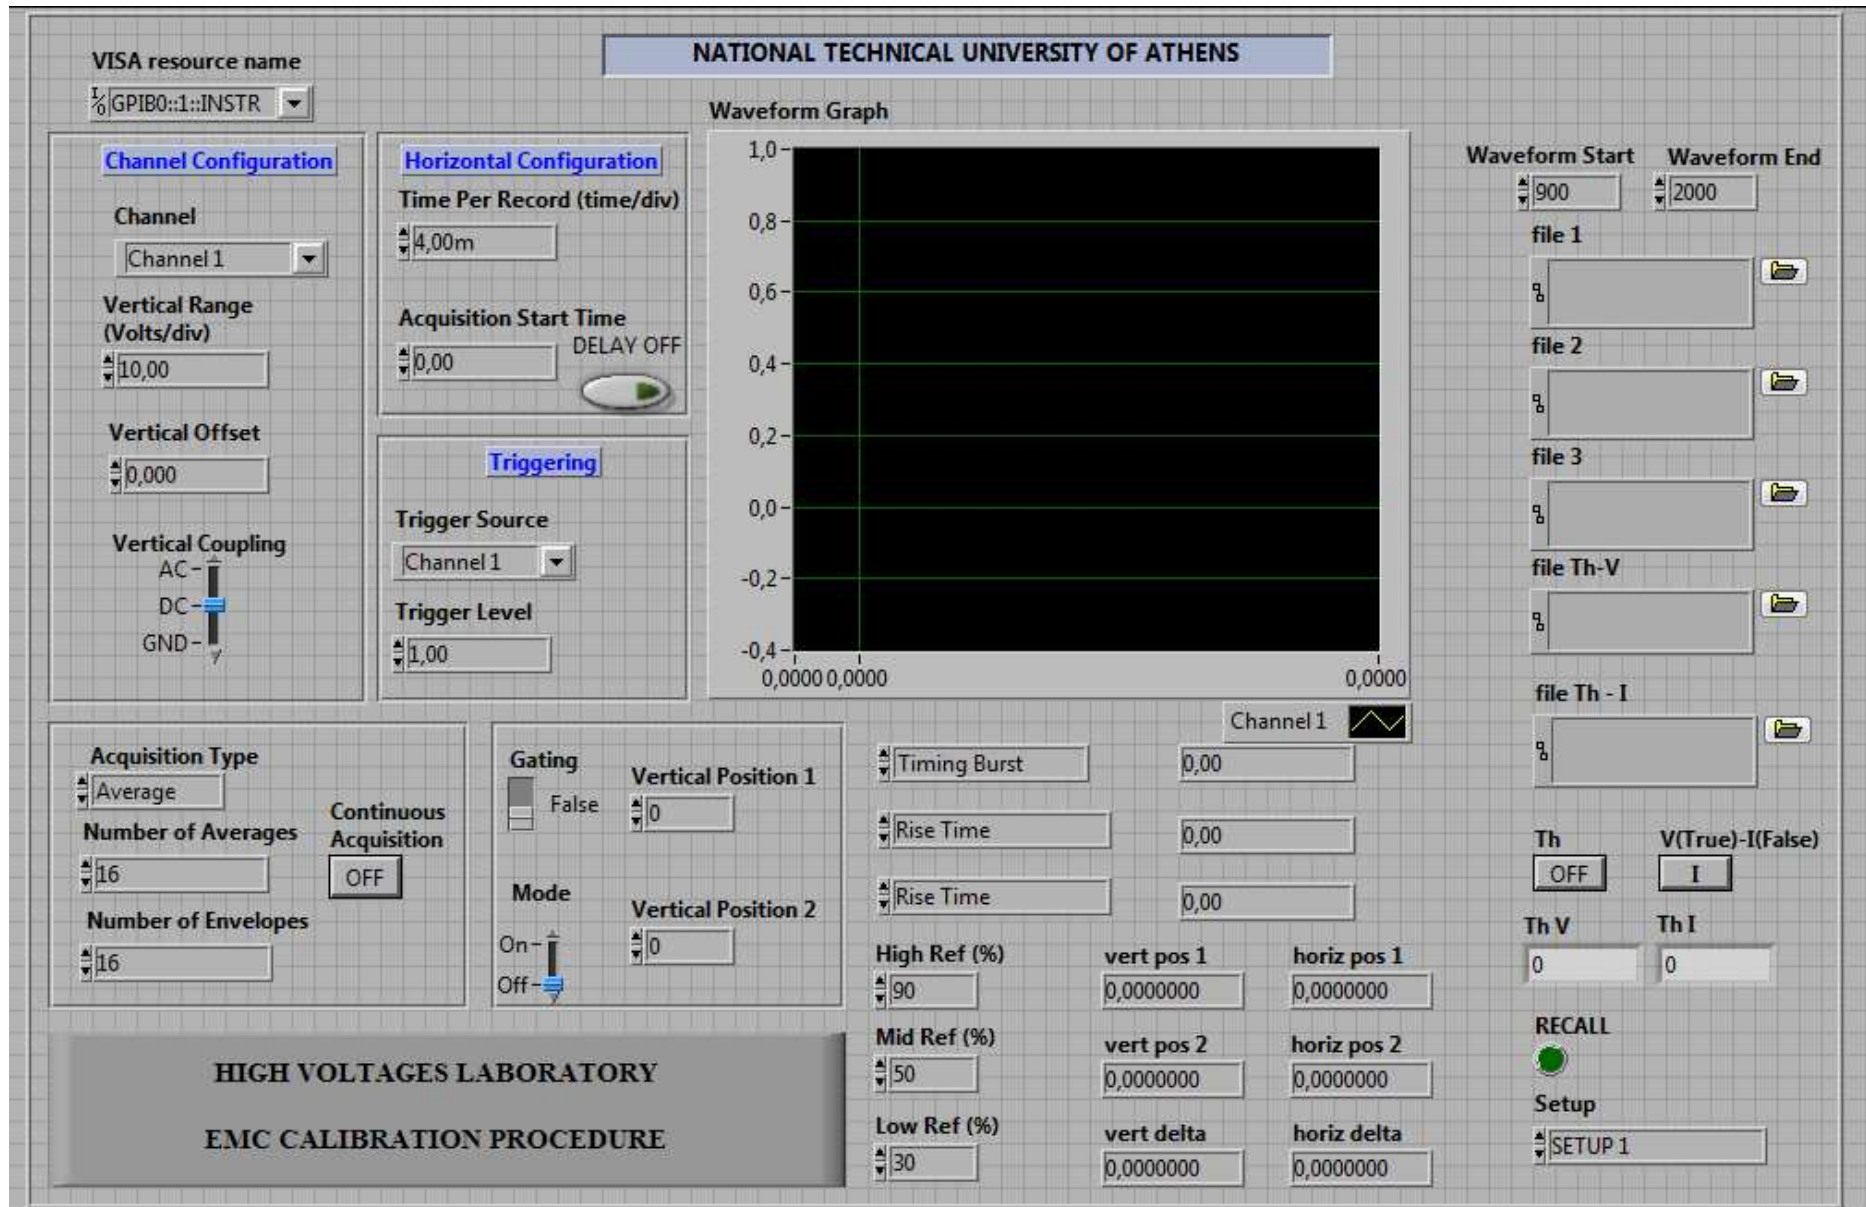 NATIONAL TECHNICAL UNIVERSITY OF ATHENS
VISA resource name
I/O GPIB0::1::INSTR
Channel Configuration
Channel
Channel 1
Vertical Range
(Volts/div)
10,00
Vertical Offset
0,000
Vertical Coupling
AC
DC
GND
Horizontal Configuration
Time Per Record (time/div)
4,00m
Acquisition Start Time
DELAY OFF
0,00
Triggering
Trigger Source
Channel 1
Trigger Level
1,00
Waveform Graph
1,0
0,8
0,6
0,4
0,2
0,0
-0,2
-0,4
0,0000 0,0000 0,0000
Channel 1
Waveform Start Waveform End
900 2000
file 1
file 2
file 3
file Th-V
file Th - I
Acquisition Type
Average
Number of Averages
16
Continuous
Acquisition
OFF
Number of Envelopes
16
Gating
False
Vertical Position 1
0
Mode
On
Off
Vertical Position 2
0
Timing Burst 0,00
Rise Time 0,00
Rise Time 0,00
High Ref (%) vert pos 1 horiz pos 1
90 0,0000000 0,0000000
Mid Ref (%) vert pos 2 horiz pos 2
50 0,0000000 0,0000000
Low Ref (%) vert delta horiz delta
30 0,0000000 0,0000000
Th V(True)-I(False)
OFF I
Th V Th I
0 0
RECALL
Setup
SETUP 1
HIGH VOLTAGES LABORATORY
EMC CALIBRATION PROCEDURE